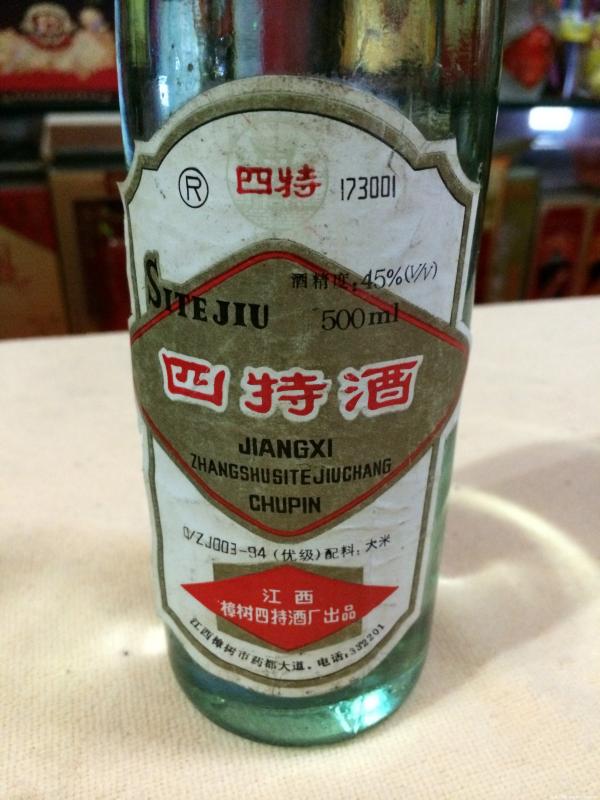 ® 四特 173001
酒精度:45%(V/V)
SITE JIU 500ml
四特酒
JIANGXI
ZHANGSHUSITEJIUCHANG
CHUPIN
Q/ZJ003-94 (优级) 配料: 大米
江西
樟树四特酒厂出品
江西樟树市药都大道。电话:332201